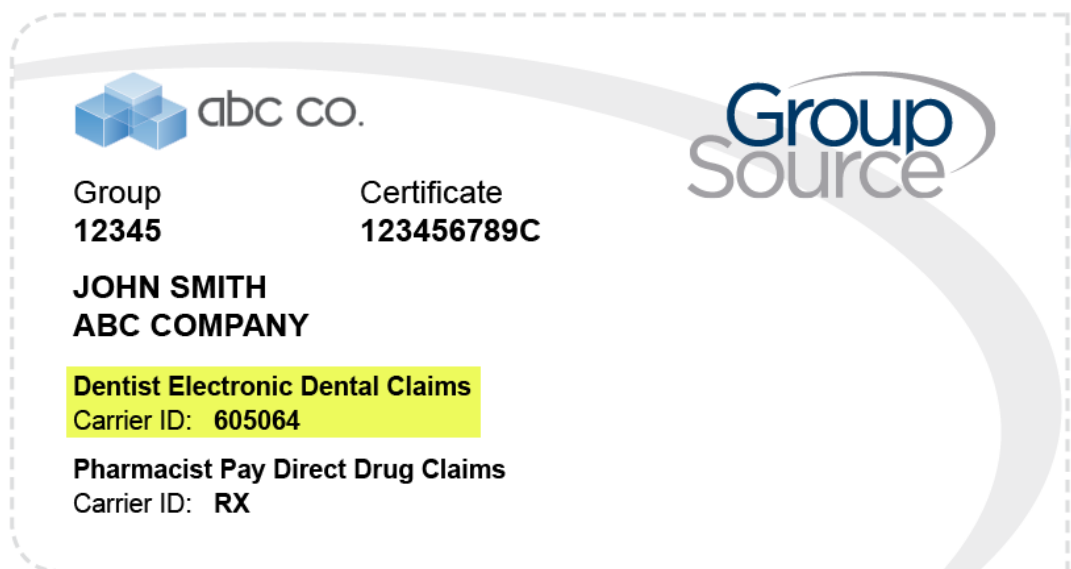 abc co.
Group Source
Group Certificate
12345 123456789C
JOHN SMITH
ABC COMPANY
Dentist Electronic Dental Claims
Carrier ID: 605064
Pharmacist Pay Direct Drug Claims
Carrier ID: RX